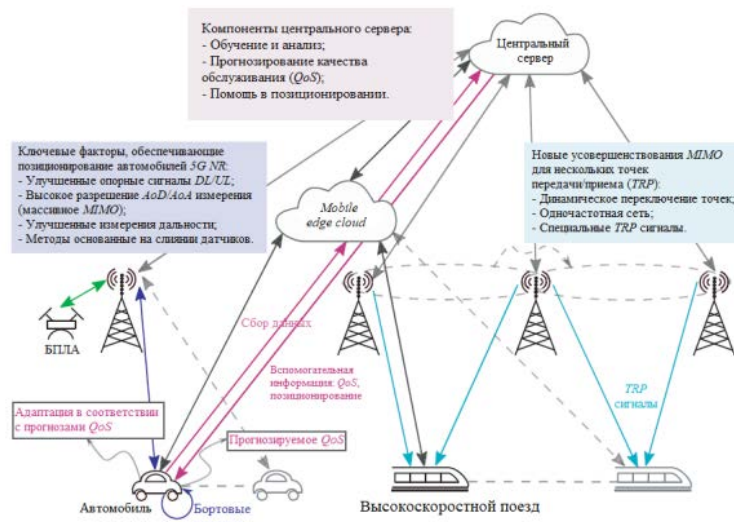 Компоненты центрального сервера:
- Обучение и анализ;
- Прогнозирование качества
обслуживания (QoS);
- Помощь в позиционировании.
Центральный
сервер
Ключевые факторы, обеспечивающие
позиционирование автомобилей 5G NR:
- Улучшенные опорные сигналы DL/UL;
- Высокое разрешение AoD/AoA измерения
(массивное MIMO);
- Улучшенные измерения дальности;
- Методы основанные на слиянии датчиков.
Mobile
edge cloud
Новые усовершенствования MIMO
для нескольких точек
передачи/приема (TRP):
- Динамическое переключение точек;
- Одночастотная сеть;
- Специальные TRP сигналы.
БПЛА
Сбор данных
Вспомогательная
информация: QoS,
позиционирование
TRP
сигналы
Адаптация в соответствии
с прогнозами QoS
Прогнозируемое QoS
Автомобиль
Бортовые
Высокоскоростной поезд